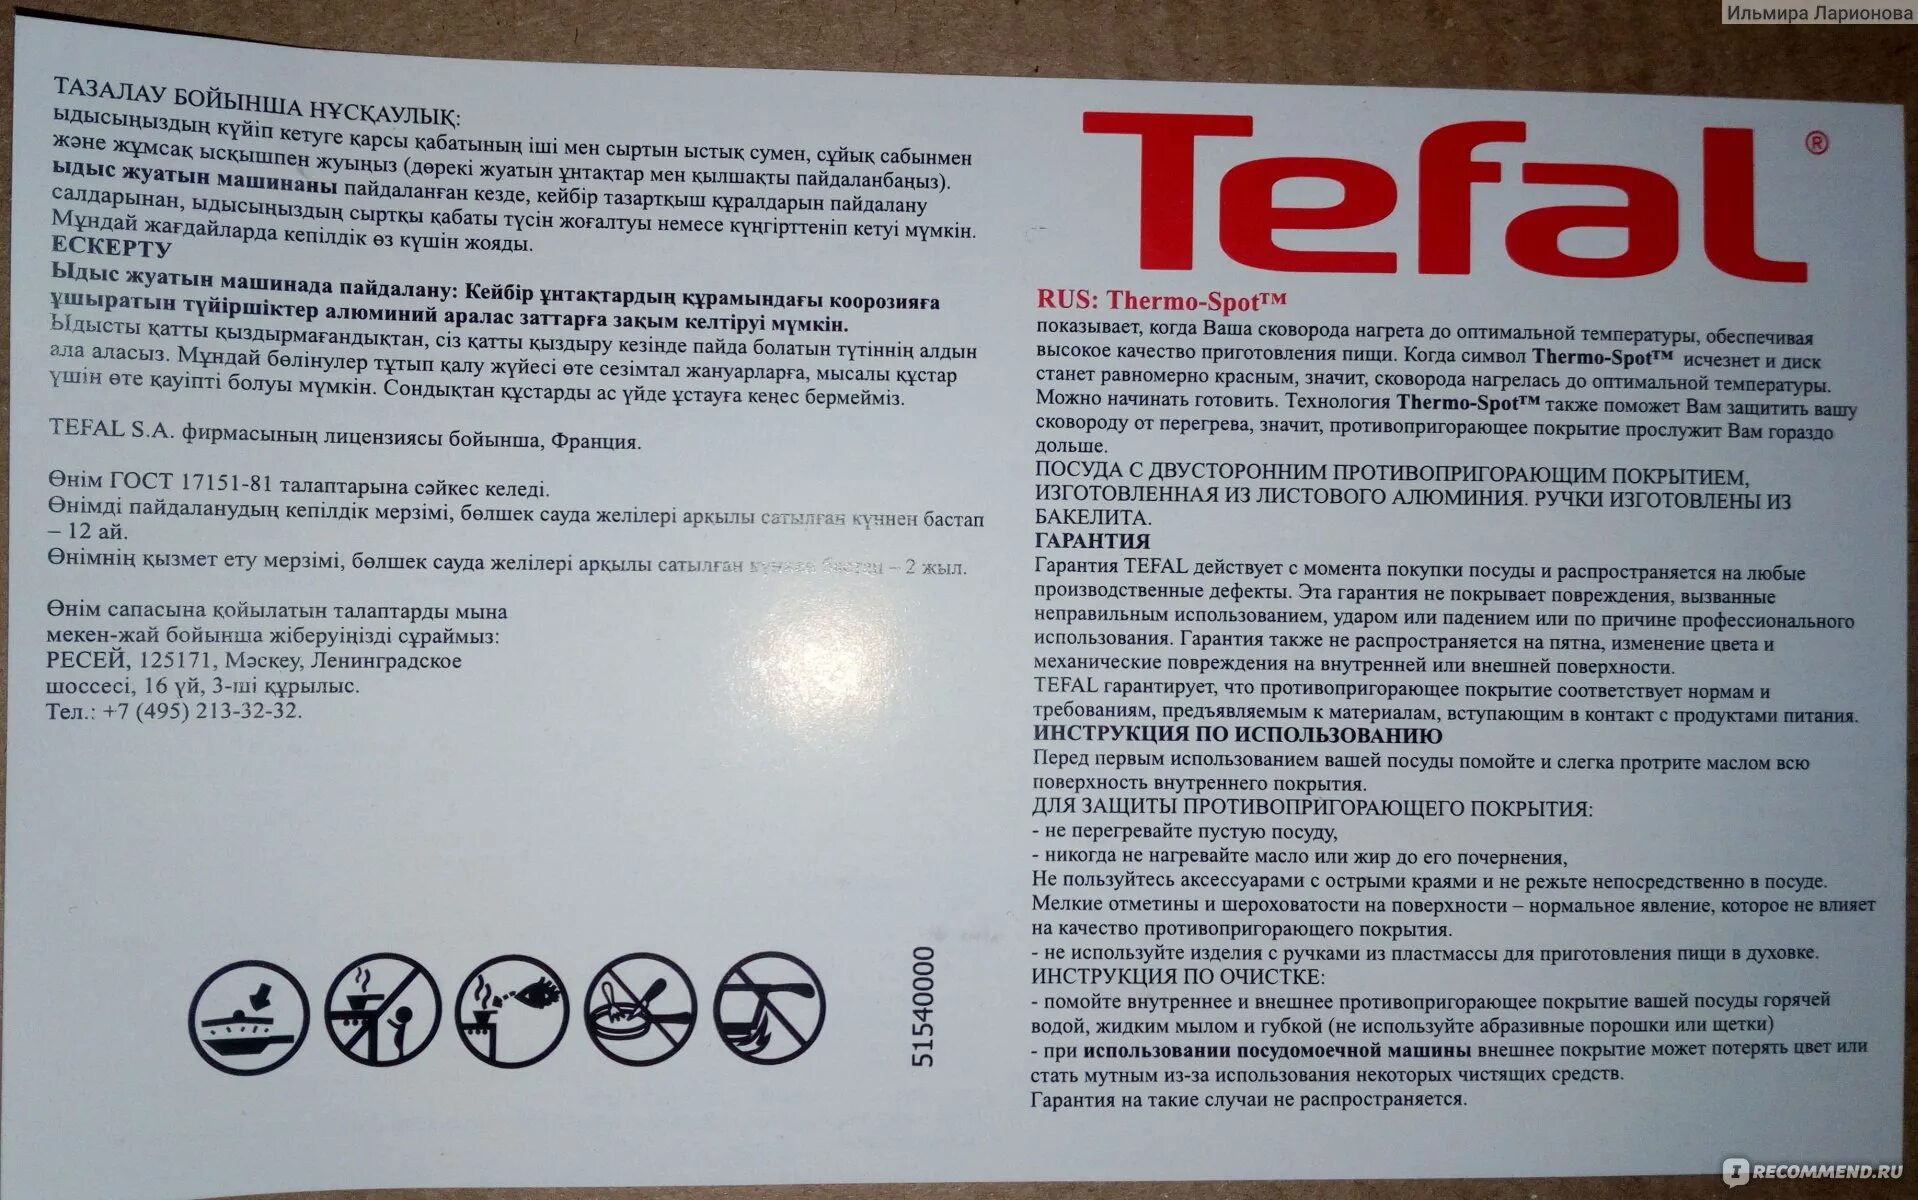 Ильмира Ларионова
ТАЗАЛАУ БОЙЫНША НҰСҚАУЛЫҚ:
ыдысыңыздың күйіп кетуге қарсы қабатының іші мен сыртын ыстық сумен, сұйық сабынмен
және жұмсақ ысқышпен жуыңыз (дөрекі жуатын ұнтақтар мен қылшақты пайдаланбаңыз).
ыдыс жуатын машинаны пайдаланған кезде, кейбір тазартқыш құралдарын пайдалану
салдарынан, ыдысыңыздың сыртқы қабаты түсін жоғалтуы немесе күңгірттеніп кетуі мүмкін.
Мұндай жағдайларда кепілдік өз күшін жояды.
ЕСКЕРТУ
Ыдыс жуатын машинада пайдалану: Кейбір ұнтақтардың құрамындағы коорозияға
ұшыратын түйіршіктер алюминий аралас заттарға зақым келтіруі мүмкін.
Ыдысты қатты қыздырмағандықтан, сіз қатты қыздыру кезінде пайда болатын түтіннің алдын
ала аласыз. Мұндай бөлінулер тұтып қалу жүйесі өте сезімтал жануарларға, мысалы құстар
үшін өте қауіпті болуы мүмкін. Сондықтан құстарды ас үйде ұстауға кеңес бермейміз.
TEFAL S.A. фирмасының лицензиясы бойынша, Франция.
Өнім ГОСТ 17151-81 талаптарына сәйкес келеді.
Өнімді пайдаланудың кепілдік мерзімі, бөлшек сауда желілері арқылы сатылған күннен бастап
– 12 ай.
Өнімнің қызмет ету мерзімі, бөлшек сауда желілері арқылы сатылған күннен бастап – 2 жыл.
Өнім сапасына қойылатын талаптарды мына
мекен-жай бойынша жіберуіңізді сұраймыз:
РЕСЕЙ, 125171, Мәскеу, Ленинградское
шоссесі, 16 үй, 3-ші құрылыс.
Тел.: +7 (495) 213-32-32.
51540000
Tefal®
RUS: Thermo-Spot™
показывает, когда Ваша сковорода нагрета до оптимальной температуры, обеспечивая
высокое качество приготовления пищи. Когда символ Thermo-Spot™ исчезнет и диск
станет равномерно красным, значит, сковорода нагрелась до оптимальной температуры.
Можно начинать готовить. Технология Thermo-Spot™ также поможет Вам защитить вашу
сковороду от перегрева, значит, противопригорающее покрытие прослужит Вам гораздо
дольше.
ПОСУДА С ДВУСТОРОННИМ ПРОТИВОПРИГОРАЮЩИМ ПОКРЫТИЕМ,
ИЗГОТОВЛЕННАЯ ИЗ ЛИСТОВОГО АЛЮМИНИЯ. РУЧКИ ИЗГОТОВЛЕНЫ ИЗ
БАКЕЛИТА.
ГАРАНТИЯ
Гарантия TEFAL действует с момента покупки посуды и распространяется на любые
производственные дефекты. Эта гарантия не покрывает повреждения, вызванные
неправильным использованием, ударом или падением или по причине профессионального
использования. Гарантия также не распространяется на пятна, изменение цвета и
механические повреждения на внутренней или внешней поверхности.
TEFAL гарантирует, что противопригорающее покрытие соответствует нормам и
требованиям, предъявляемым к материалам, вступающим в контакт с продуктами питания.
ИНСТРУКЦИЯ ПО ИСПОЛЬЗОВАНИЮ
Перед первым использованием вашей посуды помойте и слегка протрите маслом всю
поверхность внутреннего покрытия.
ДЛЯ ЗАЩИТЫ ПРОТИВОПРИГОРАЮЩЕГО ПОКРЫТИЯ:
- не перегревайте пустую посуду,
- никогда не нагревайте масло или жир до его почернения,
Не пользуйтесь аксессуарами с острыми краями и не режьте непосредственно в посуде.
Мелкие отметины и шероховатости на поверхности – нормальное явление, которое не влияет
на качество противопригорающего покрытия.
- не используйте изделия с ручками из пластмассы для приготовления пищи в духовке.
ИНСТРУКЦИЯ ПО ОЧИСТКЕ:
- помойте внутреннее и внешнее противопригорающее покрытие вашей посуды горячей
водой, жидким мылом и губкой (не используйте абразивные порошки или щетки)
- при использовании посудомоечной машины внешнее покрытие может потерять цвет или
стать мутным из-за использования некоторых чистящих средств.
Гарантия на такие случаи не распространяется.
I RECOMMEND.RU